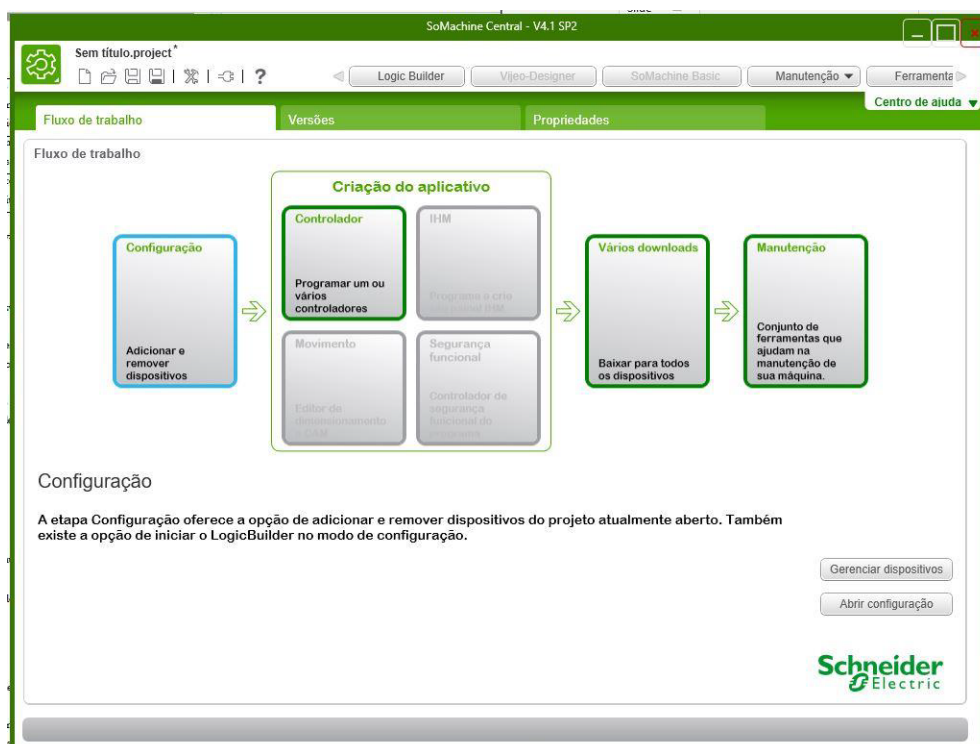 SoMachine Central - V4.1 SP2
Sem título.project*
Logic Builder
Vijeo-Designer
SoMachine Basic
Manutenção
Ferramenta
Centro de ajuda
Fluxo de trabalho
Versões
Propriedades
Fluxo de trabalho
Criação do aplicativo
Configuração
Adicionar e
remover
dispositivos
Controlador
Programar um ou
vários
controladores
IHM
Programa e cria
Movimento
Editor de
dimensionamento
e CAM
Segurança
funcional
Controlador de
segurança
funcional do
programa
Vários downloads
Baixar para todos
os dispositivos
Manutenção
Conjunto de
ferramentas que
ajudam na
manutenção de
sua máquina.
Configuração
A etapa Configuração oferece a opção de adicionar e remover dispositivos do projeto atualmente aberto. Também
existe a opção de iniciar o LogicBuilder no modo de configuração.
Gerenciar dispositivos
Abrir configuração
Schneider
Electric